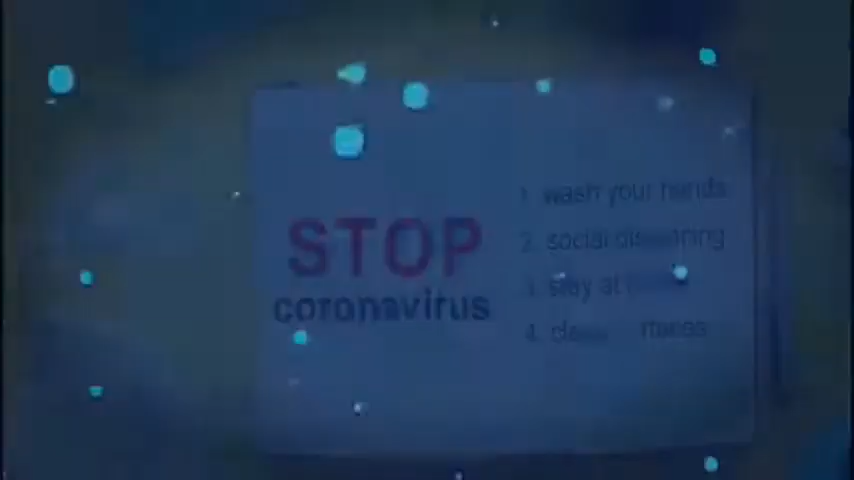 STOP
coronavirus
1. wash your hands
2. social distancing
3. stay at
4.